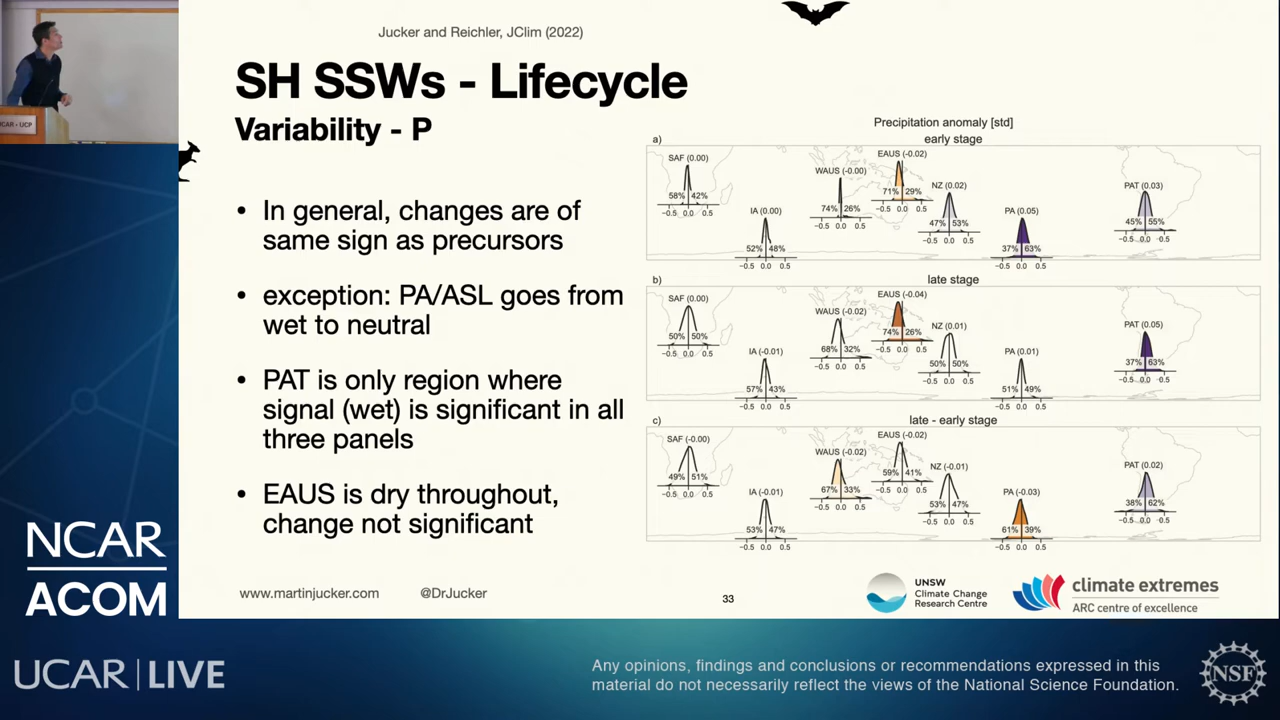 Jucker and Reichler, JClim (2022)
SH SSWs - Lifecycle
Variability - P
• In general, changes are of
same sign as precursors
• exception: PA/ASL goes from
wet to neutral
• PAT is only region where
signal (wet) is significant in all
three panels
• EAUS is dry throughout,
change not significant
Precipitation anomaly [std]
a)
early stage
SAF (0.00)
58% 42%
−0.5 0.0 0.5
IA (0.00)
52% 48%
−0.5 0.0 0.5
WAUS (-0.00)
74% 26%
−0.5 0.0 0.5
EAUS (-0.02)
71% 29%
−0.5 0.0 0.5
NZ (0.02)
47% 53%
−0.5 0.0 0.5
PA (0.05)
37% 63%
−0.5 0.0 0.5
PAT (0.03)
45% 55%
−0.5 0.0 0.5
b)
late stage
SAF (0.00)
50% 50%
−0.5 0.0 0.5
IA (-0.01)
57% 43%
−0.5 0.0 0.5
WAUS (-0.02)
68% 32%
−0.5 0.0 0.5
EAUS (-0.04)
74% 26%
−0.5 0.0 0.5
NZ (0.01)
50% 50%
−0.5 0.0 0.5
PA (0.01)
51% 49%
−0.5 0.0 0.5
PAT (0.05)
37% 63%
−0.5 0.0 0.5
c)
late - early stage
SAF (-0.00)
49% 51%
−0.5 0.0 0.5
IA (-0.01)
53% 47%
−0.5 0.0 0.5
WAUS (-0.02)
67% 33%
−0.5 0.0 0.5
EAUS (-0.02)
59% 41%
−0.5 0.0 0.5
NZ (-0.01)
53% 47%
−0.5 0.0 0.5
PA (-0.03)
61% 39%
−0.5 0.0 0.5
PAT (0.02)
38% 62%
−0.5 0.0 0.5
www.martinjucker.com
@DrJucker
33
UNSW
Climate Change
Research Centre
climate extremes
ARC centre of excellence
NCAR
ACOM
UCAR | LIVE
Any opinions, findings and conclusions or recommendations expressed in this
material do not necessarily reflect the views of the National Science Foundation.
NSF